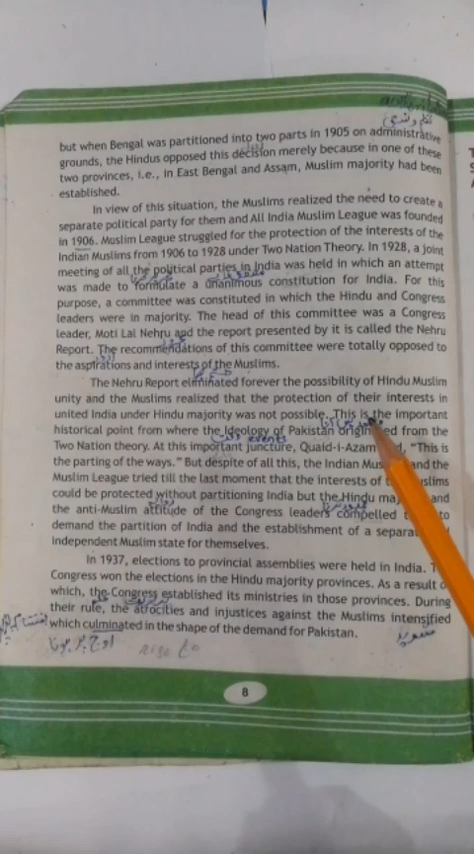 but when Bengal was partitioned into two parts in 1905 on administrative
grounds, the Hindus opposed this decision merely because in one of these
two provinces, i.e., in East Bengal and Assam, Muslim majority had been
established.
In view of this situation, the Muslims realized the need to create a
separate political party for them and All India Muslim League was founded
in 1906. Muslim League struggled for the protection of the interests of the
Indian Muslims from 1906 to 1928 under Two Nation Theory. In 1928, a joint
meeting of all the political parties in India was held in which an attempt
was made to formulate a unanimous constitution for India. For this
purpose, a committee was constituted in which the Hindu and Congress
leaders were in majority. The head of this committee was a Congress
leader, Moti Lal Nehru and the report presented by it is called the Nehru
Report. The recommendations of this committee were totally opposed to
the aspirations and interests of the Muslims.
The Nehru Report eliminated forever the possibility of Hindu Muslim
unity and the Muslims realized that the protection of their interests in
united India under Hindu majority was not possible. This is the important
historical point from where the Ideology of Pakistan originated from the
events
Two Nation theory. At this important juncture, Quaid-i-Azam "This is
the parting of the ways." But despite of all this, the Indian and the
Muslim League tried till the last moment that the interests of
could be protected without partitioning India but the Hindu and
the anti-Muslim attitude of the Congress leaders compelled to
demand the partition of India and the establishment of a
independent Muslim state for themselves.
In 1937, elections to provincial assemblies were held in India.
Congress won the elections in the Hindu majority provinces. As a result
which, the Congress established its ministries in those provinces. During
their rule, the atrocities and injustices against the Muslims intensified
which culminated in the shape of the demand for Pakistan.
8